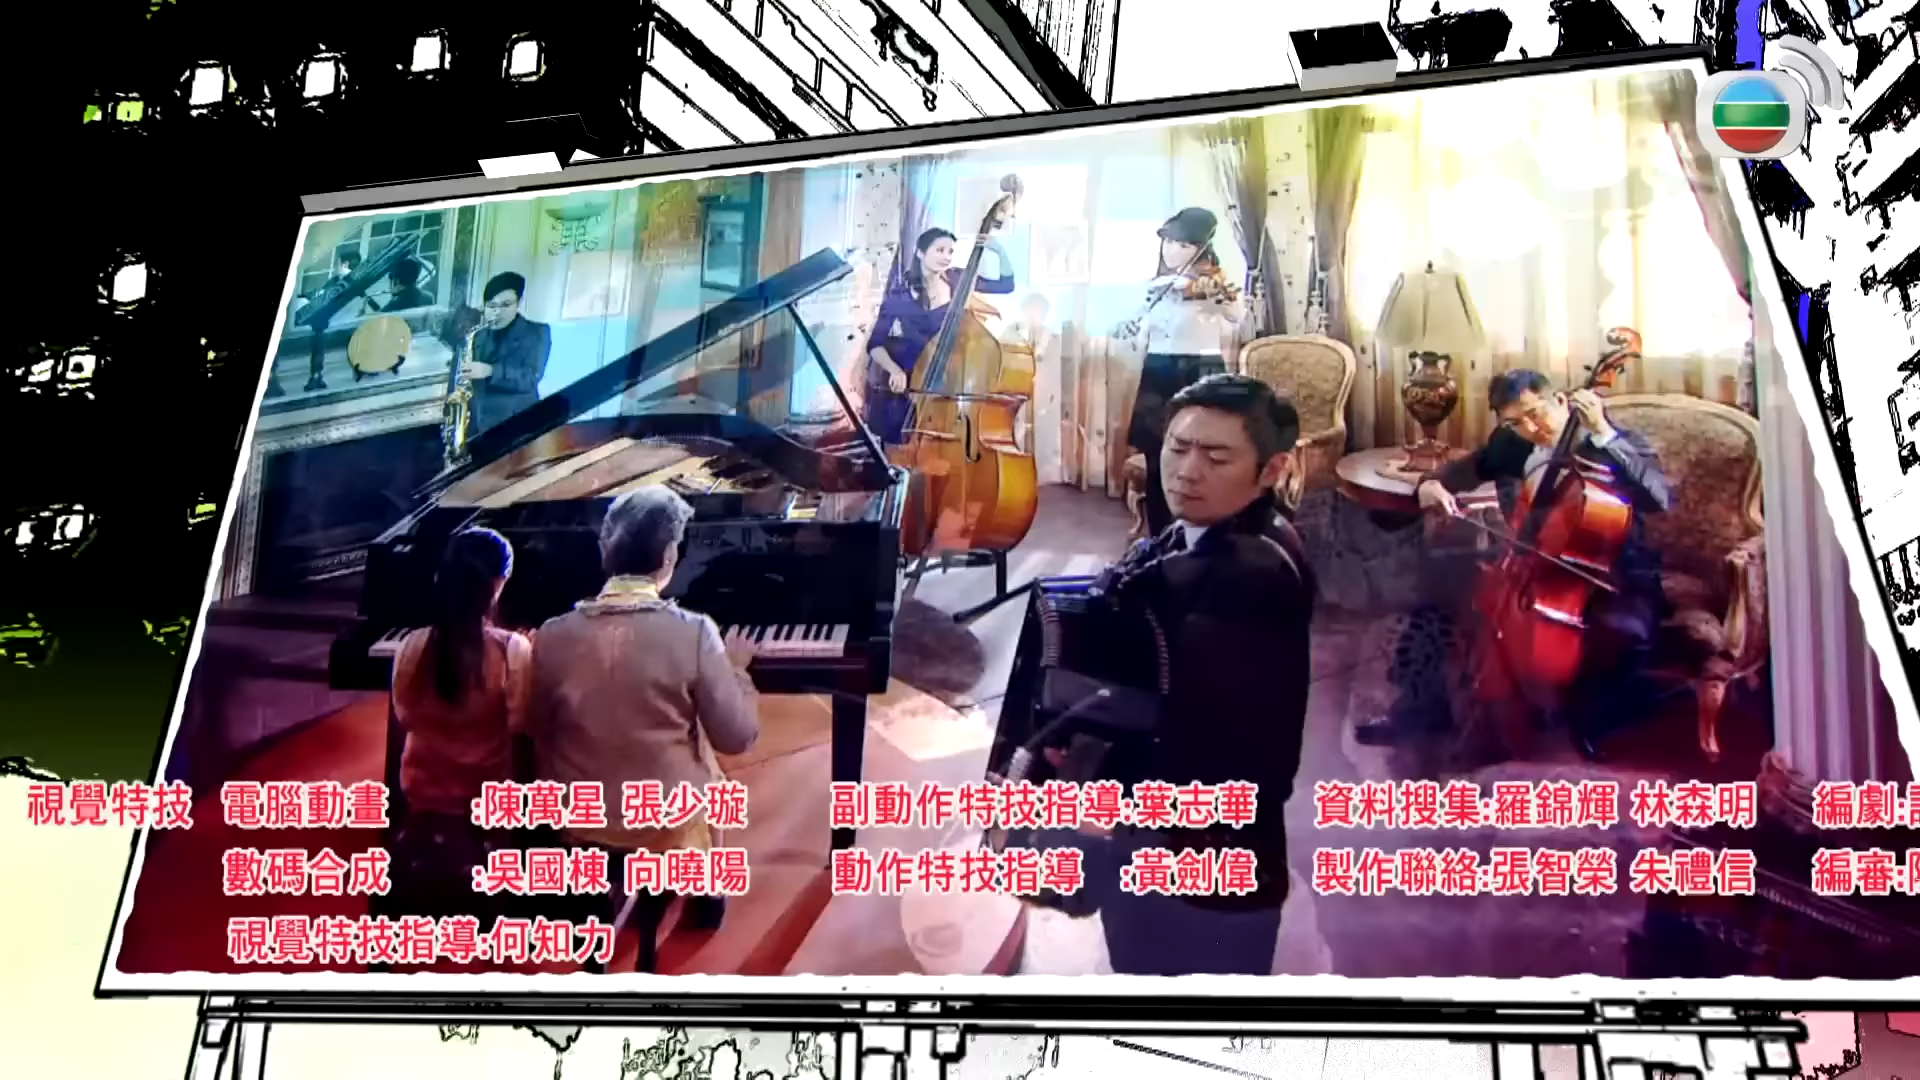 視覺特技 電腦動畫 :陳萬星 張少璇 副動作特技指導:葉志華 資料搜集:羅錦輝 林森明 編劇:
數碼合成 :吳國棟 向曉陽 動作特技指導 :黃劍偉 製作聯絡:張智榮 朱禮信 編審:
視覺特技指導:何知力